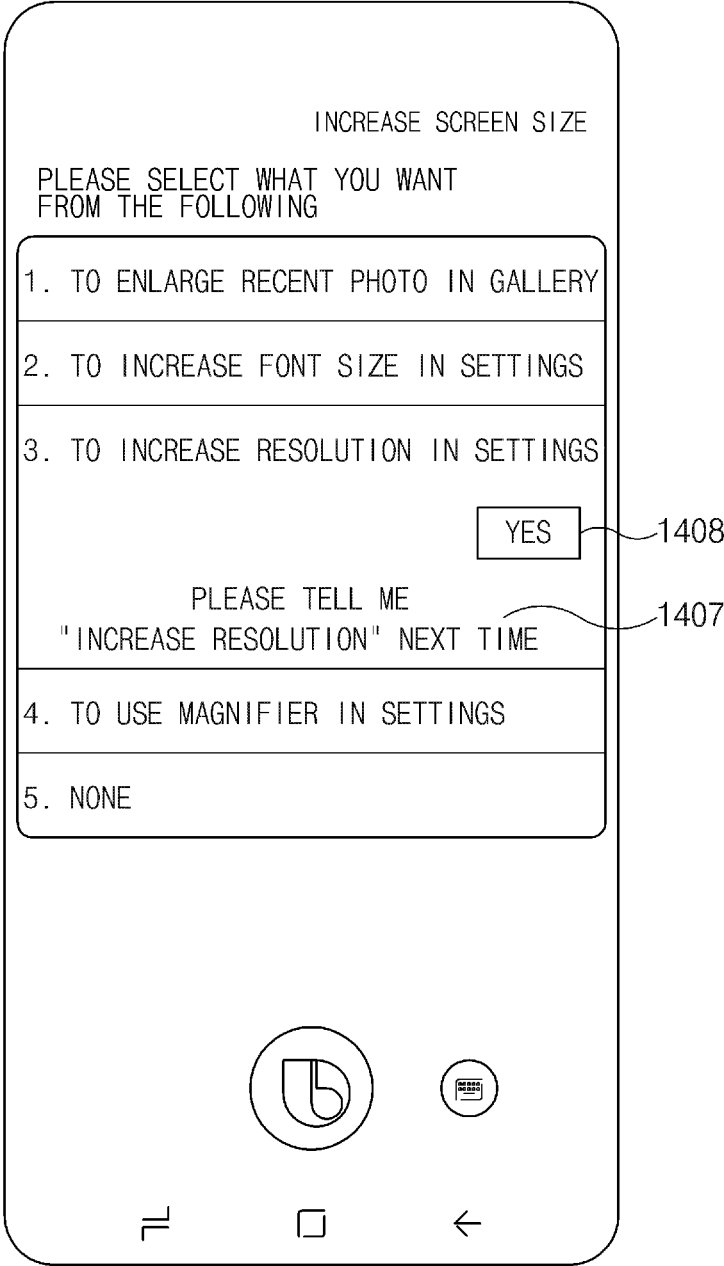 INCREASE SCREEN SIZE
PLEASE SELECT WHAT YOU WANT
FROM THE FOLLOWING
1. TO ENLARGE RECENT PHOTO IN GALLERY
2. TO INCREASE FONT SIZE IN SETTINGS
3. TO INCREASE RESOLUTION IN SETTINGS
YES
1408
PLEASE TELL ME
1407
"INCREASE RESOLUTION" NEXT TIME
4. TO USE MAGNIFIER IN SETTINGS
5. NONE